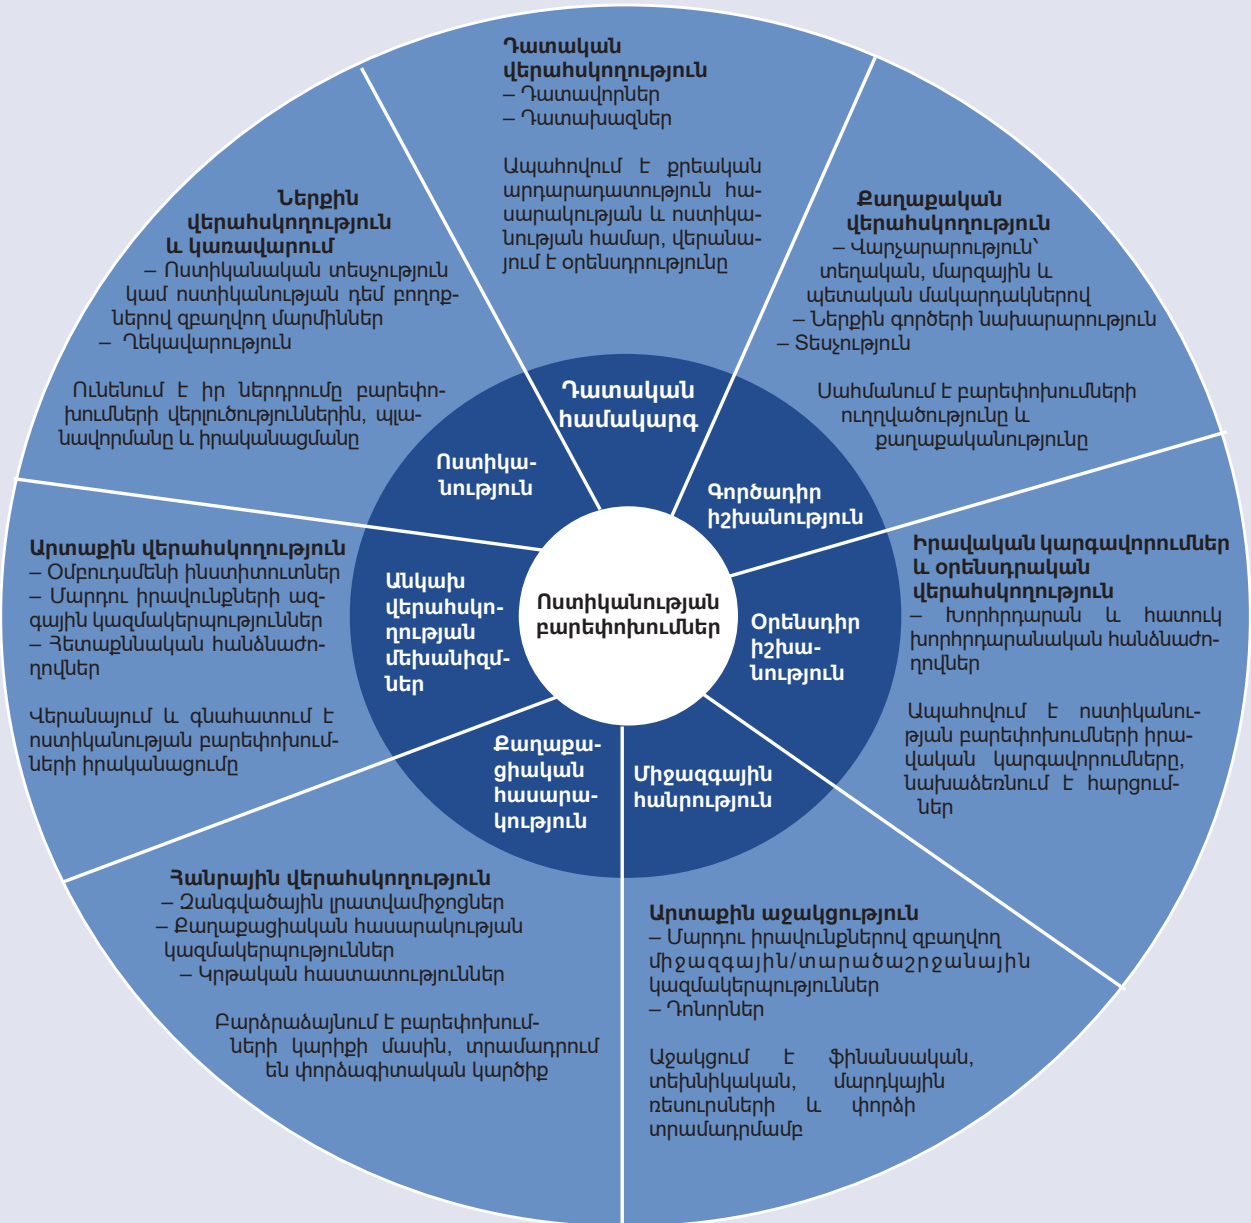 Դատական
վերահսկողություն
– Դատավորներ
– Դատախազներ
Ապահովում է քրեական
արդարադատություն հա-
սարակության և ոստիկա-
նության համար, վերանա-
յում է օրենսդրությունը
Քաղաքական
վերահսկողություն
– Վարչարարություն՝
տեղական, մարզային և
պետական մակարդակներով
– Ներքին գործերի նախարարություն
– Տեսչություն
Սահմանում է բարեփոխումների
ուղղվածությունը և
քաղաքականությունը
Իրավական կարգավորումներ
և օրենսդրական
վերահսկողություն
– Խորհրդարան և հատուկ
խորհրդարանական հանձնաժո-
ղովներ
Ապահովում է ոստիկանու-
թյան բարեփոխումների իրա-
վական կարգավորումները,
նախաձեռնում է հարցում-
ներ
Արտաքին աջակցություն
– Մարդու իրավունքներով զբաղվող
միջազգային/տարածաշրջանային
կազմակերպություններ
– Դոնորներ
Աջակցում է ֆինանսական,
տեխնիկական, մարդկային
ռեսուրսների և փորձի
տրամադրմամբ
Հանրային վերահսկողություն
– Զանգվածային լրատվամիջոցներ
– Քաղաքացիական հասարակության
կազմակերպություններ
– Կրթական հաստատություններ
Բարձրաձայնում է բարեփոխում-
ների կարիքի մասին, տրամադրում
են փորձագիտական կարծիք
Արտաքին վերահսկողություն
– Օմբուդսմենի ինստիտուտներ
– Մարդու իրավունքների ազ-
գային կազմակերպություններ
– Հետաքննական հանձնաժո-
ղովներ
Վերանայում և գնահատում է
ոստիկանության բարեփոխում-
ների իրականացումը
Ներքին
վերահսկողություն
և կառավարում
– Ոստիկանական տեսչություն
կամ ոստիկանության դեմ բողոք-
ներով զբաղվող մարմիններ
– Ղեկավարություն
Ունենում է իր ներդրումը բարեփո-
խումների վերլուծություններին, պլա-
նավորմանը և իրականացմանը
Դատական
համակարգ
Գործադիր
իշխանություն
Օրենսդիր
իշխա-
նություն
Միջազգային
հանրություն
Քաղաքա-
ցիական
հասարա-
կություն
Անկախ
վերահսկո-
ղության
մեխանիզմ-
ներ
Ոստիկա-
նություն
Ոստիկանության
բարեփոխումներ